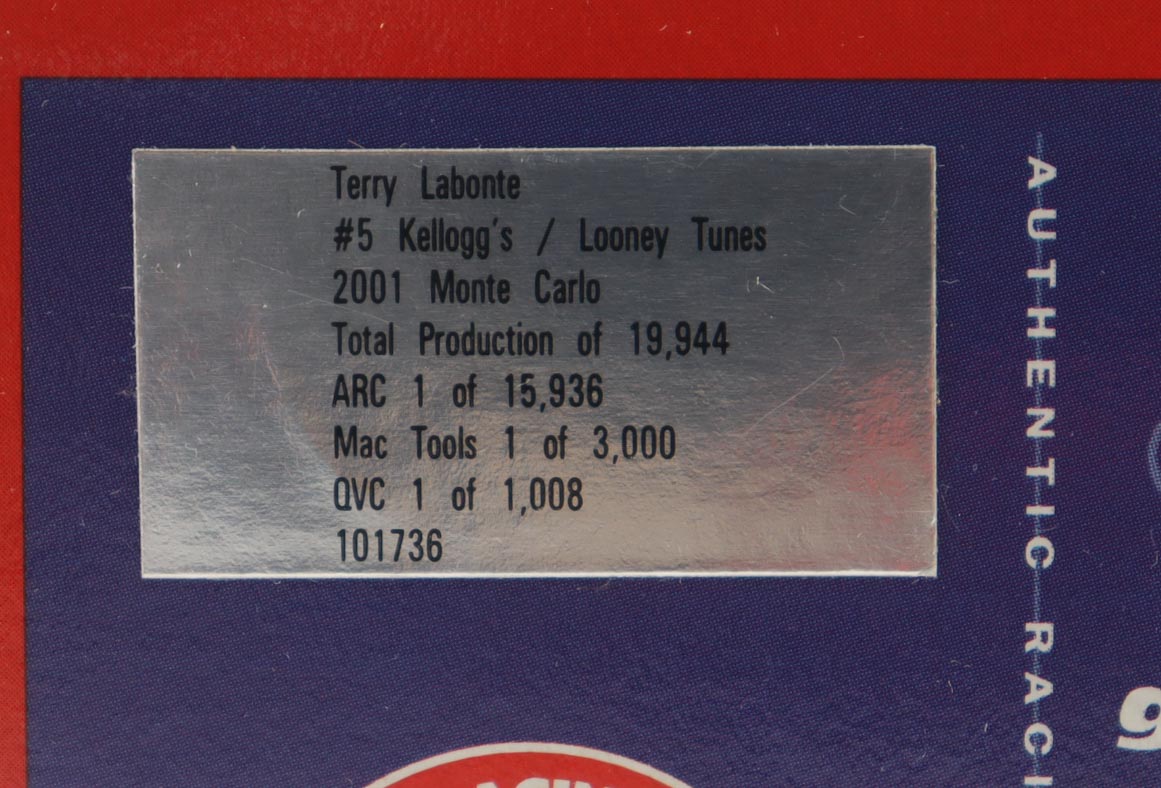 Terry Labonte
#5 Kellogg's / Looney Tunes
2001 Monte Carlo
Total Production of 19,944
ARC 1 of 15,936
Mac Tools 1 of 3,000
QVC 1 of 1,008
101736
AUTHENTIC